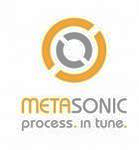 METASONIC
process. in tune.